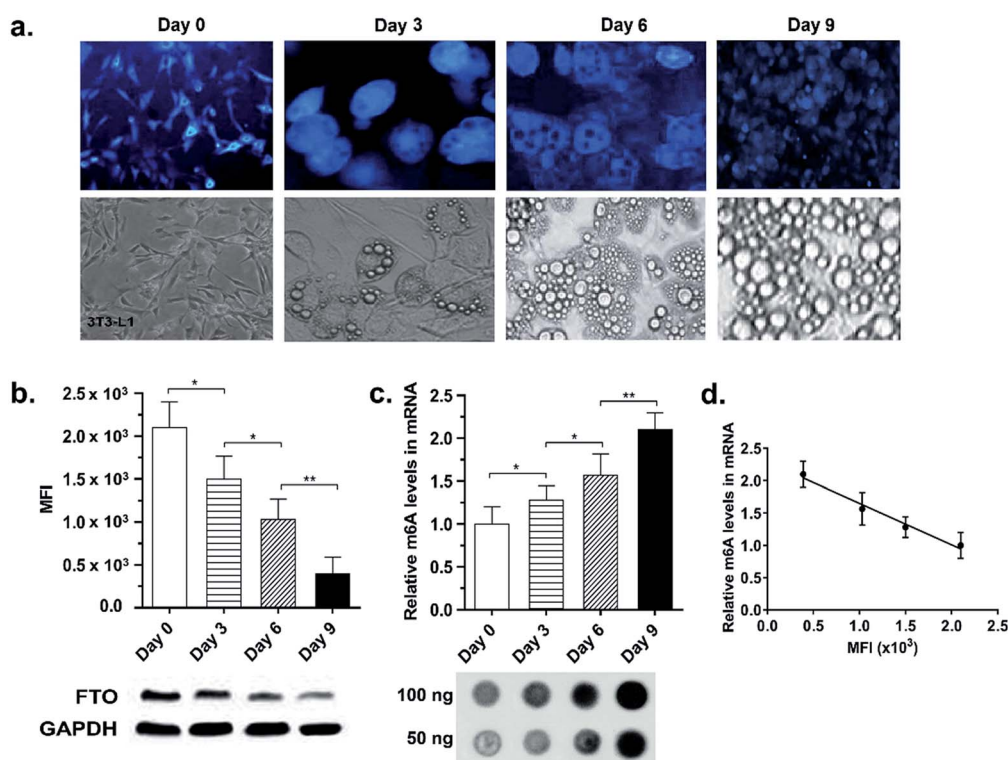 a.
Day 0 Day 3 Day 6 Day 9
3T3-L1
b.
MFI
2.5 x 10³
2.0 x 10³
1.5 x 10³
1.0 x 10³
0.5 x 10³
0.0
* * **
Day 0 Day 3 Day 6 Day 9
FTO
GAPDH
c.
Relative m6A levels in mRNA
2.5
2.0
1.5
1.0
0.5
0.0
* * **
Day 0 Day 3 Day 6 Day 9
100 ng
50 ng
d.
Relative m6A levels in mRNA
2.5
2.0
1.5
1.0
0.5
0.0
0.0 0.5 1.0 1.5 2.0 2.5
MFI (x10³)